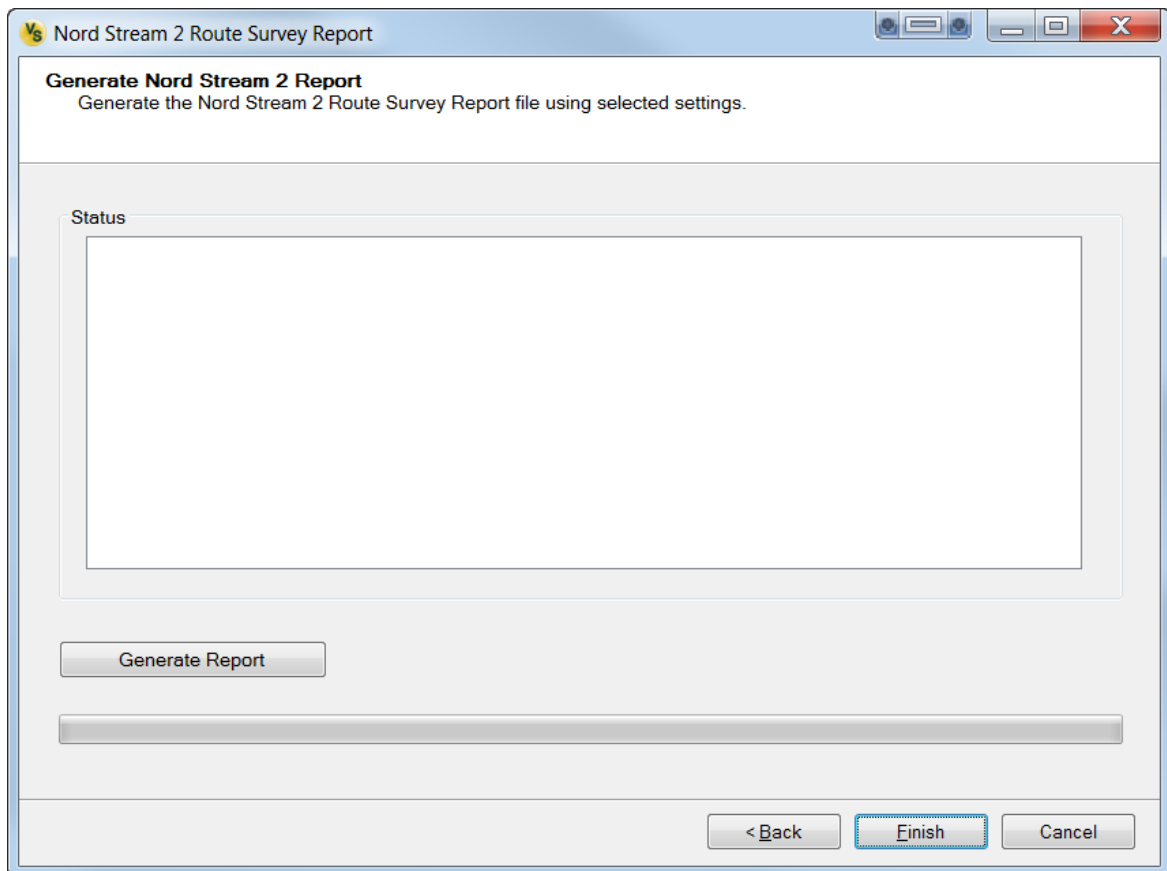 VS Nord Stream 2 Route Survey Report
Generate Nord Stream 2 Report
Generate the Nord Stream 2 Route Survey Report file using selected settings.
Status
Generate Report
< Back Finish Cancel